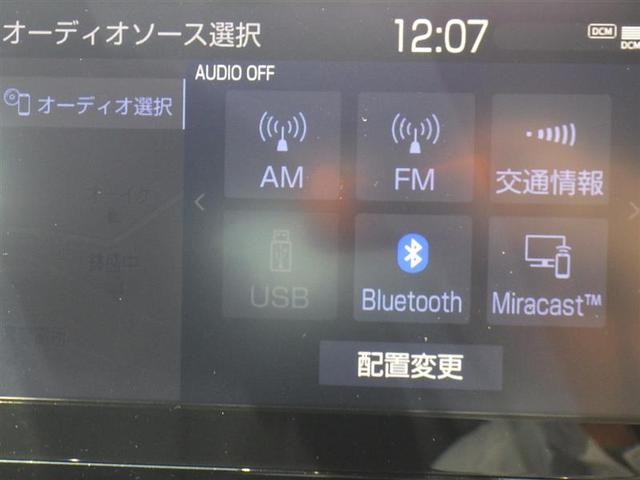 オーディオソース選択 12:07 DCM
DCM
AUDIO OFF
オーディオ選択
AM FM 交通情報
USB Bluetooth Miracast™
配置変更